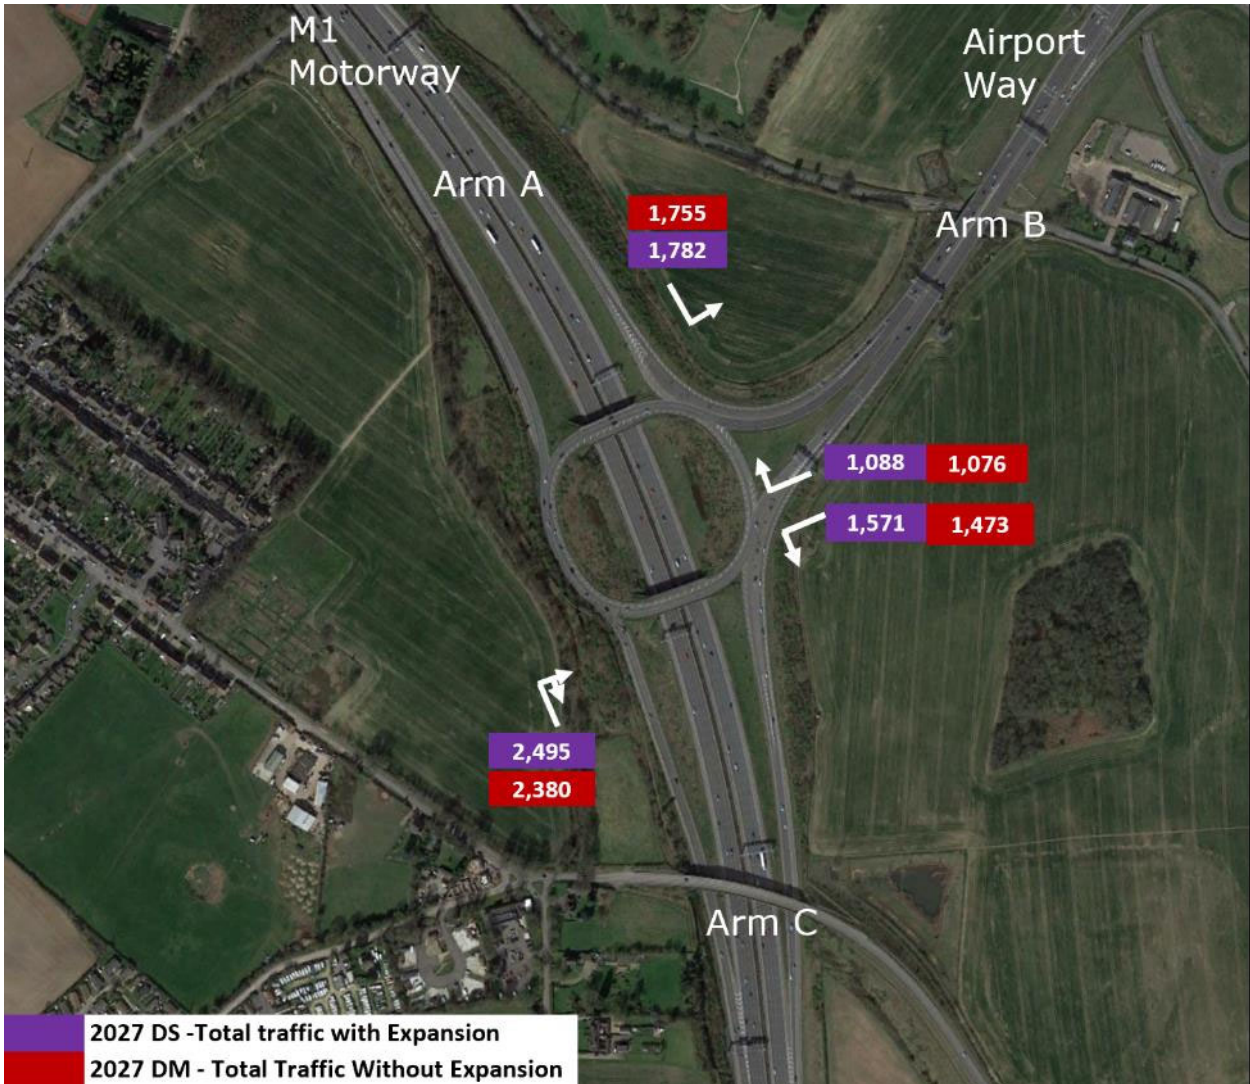 M1
Motorway
Airport
Way
Arm A
1,755
Arm B
1,782
1,088 1,076
1,571 1,473
2,495
2,380
Arm C
2027 DS -Total traffic with Expansion
2027 DM - Total Traffic Without Expansion